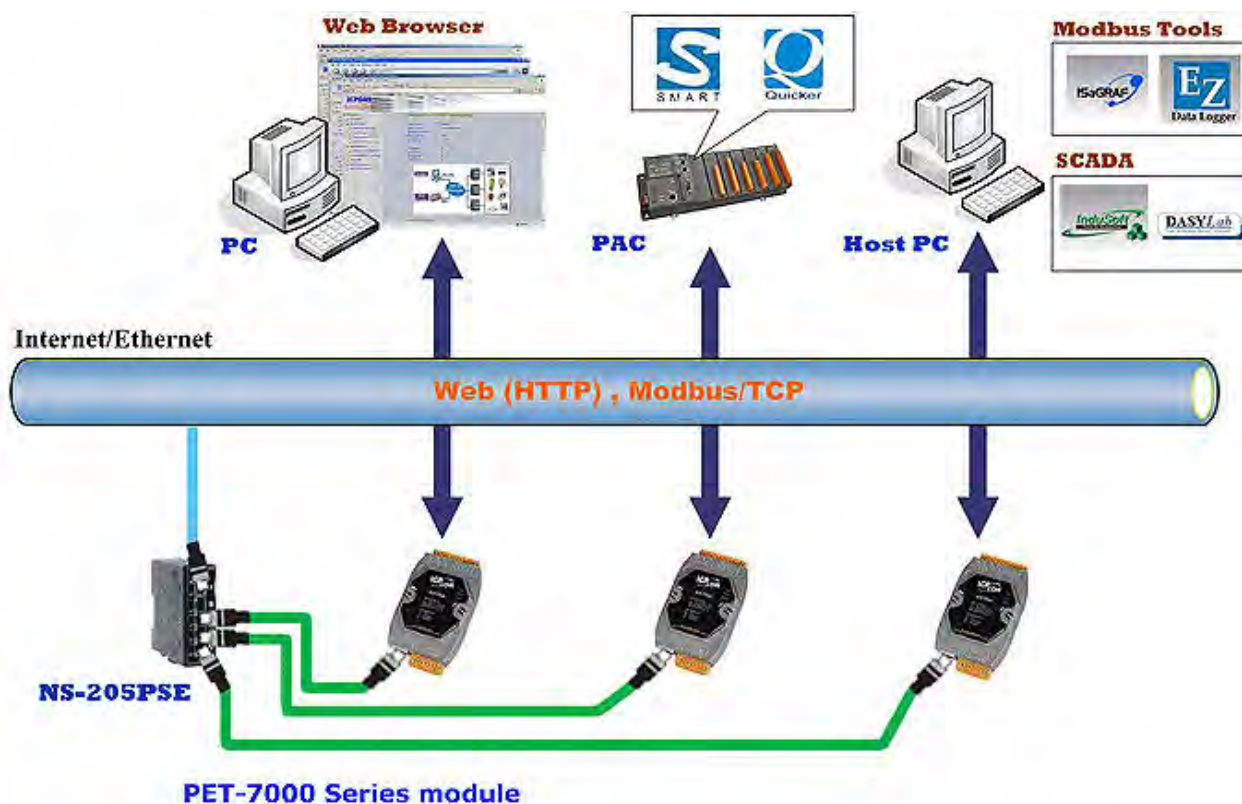 Web Browser
PC
S
SMART
Q
Quicker
PAC
Host PC
Modbus Tools
ISaGRAF
EZ
Data Logger
SCADA
InduSoft
DASYLab
Internet/Ethernet
Web (HTTP) , Modbus/TCP
NS-205PSE
PET-7000 Series module